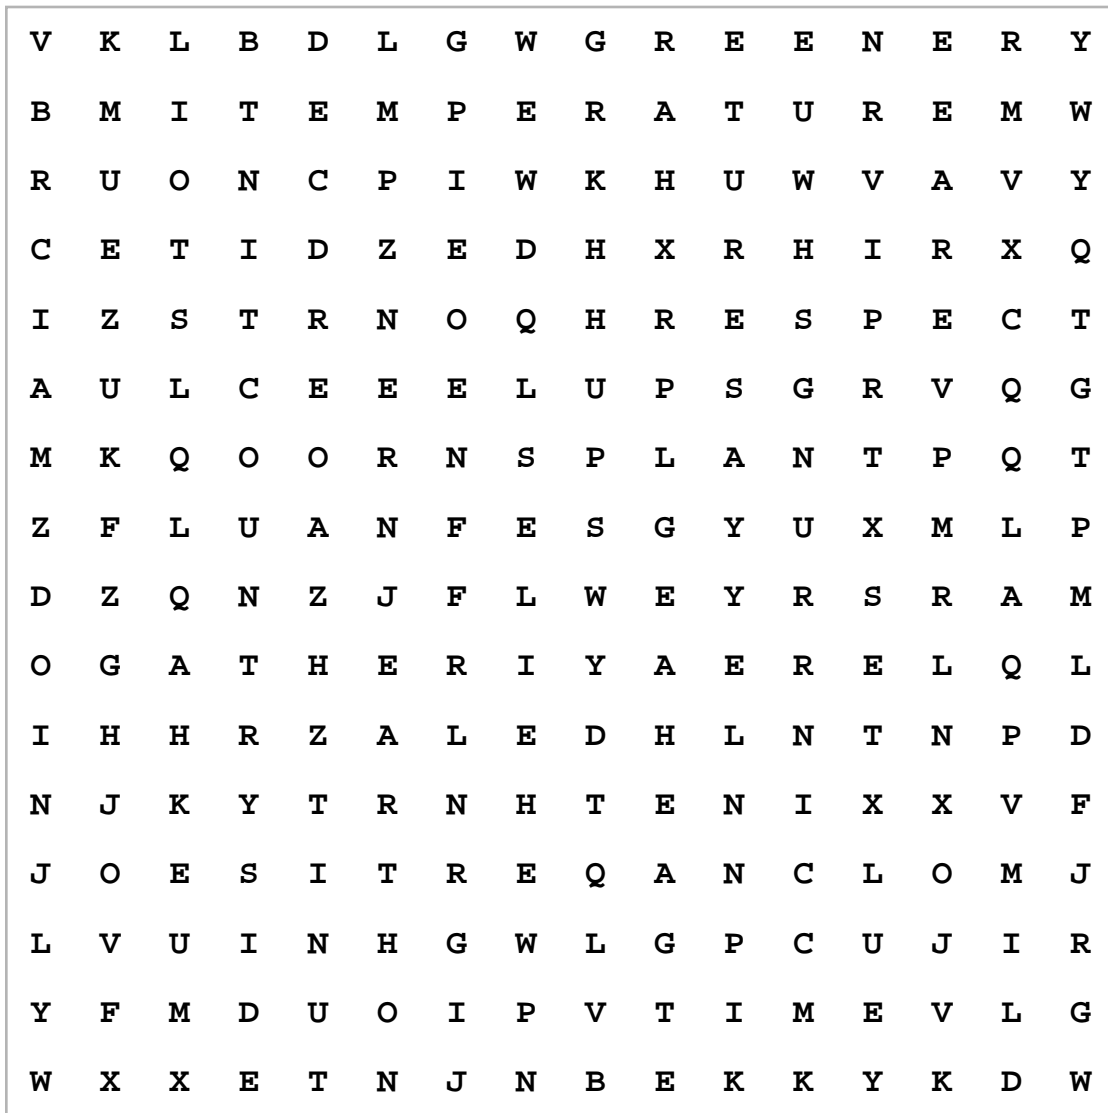 V K L B D L G W G R E E N E R Y
B M I T E M P E R A T U R E M W
R U O N C P I W K H U W V A V Y
C E T I D Z E D H X R H I R X Q
I Z S T R N O Q H R E S P E C T
A U L C E E E L U P S G R V Q G
M K Q O O R N S P L A N T P Q T
Z F L U A N F E S G Y U X M L P
D Z Q N Z J F L W E Y R S R A M
O G A T H E R I Y A E R E L Q L
I H H R Z A L E D H L N T N P D
N J K Y T R N H T E N I X X V F
J O E S I T R E Q A N C L O M J
L V U I N H G W L G P C U J I R
Y F M D U O I P V T I M E V L G
W X X E T N J N B E K K Y K D W